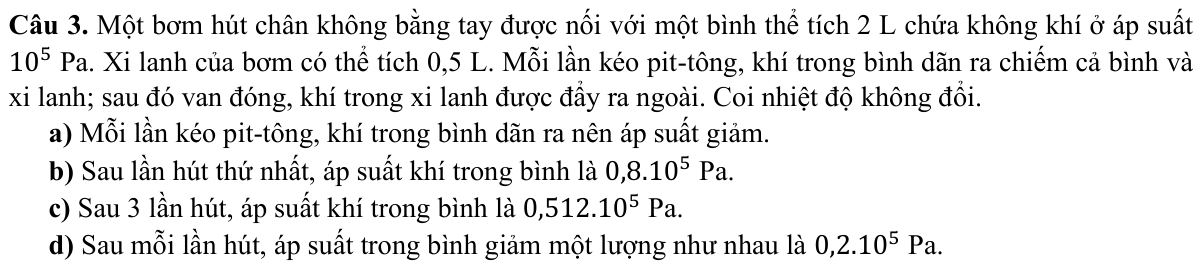 Câu 3. Một bơm hút chân không bằng tay được nối với một bình thể tích 2 L chứa không khí ở áp suất
10⁵ Pa. Xi lanh của bơm có thể tích 0,5 L. Mỗi lần kéo pit-tông, khí trong bình dãn ra chiếm cả bình và
xi lanh; sau đó van đóng, khí trong xi lanh được đẩy ra ngoài. Coi nhiệt độ không đổi.
a) Mỗi lần kéo pit-tông, khí trong bình dãn ra nên áp suất giảm.
b) Sau lần hút thứ nhất, áp suất khí trong bình là 0,8.10⁵ Pa.
c) Sau 3 lần hút, áp suất khí trong bình là 0,512.10⁵ Pa.
d) Sau mỗi lần hút, áp suất trong bình giảm một lượng như nhau là 0,2.10⁵ Pa.